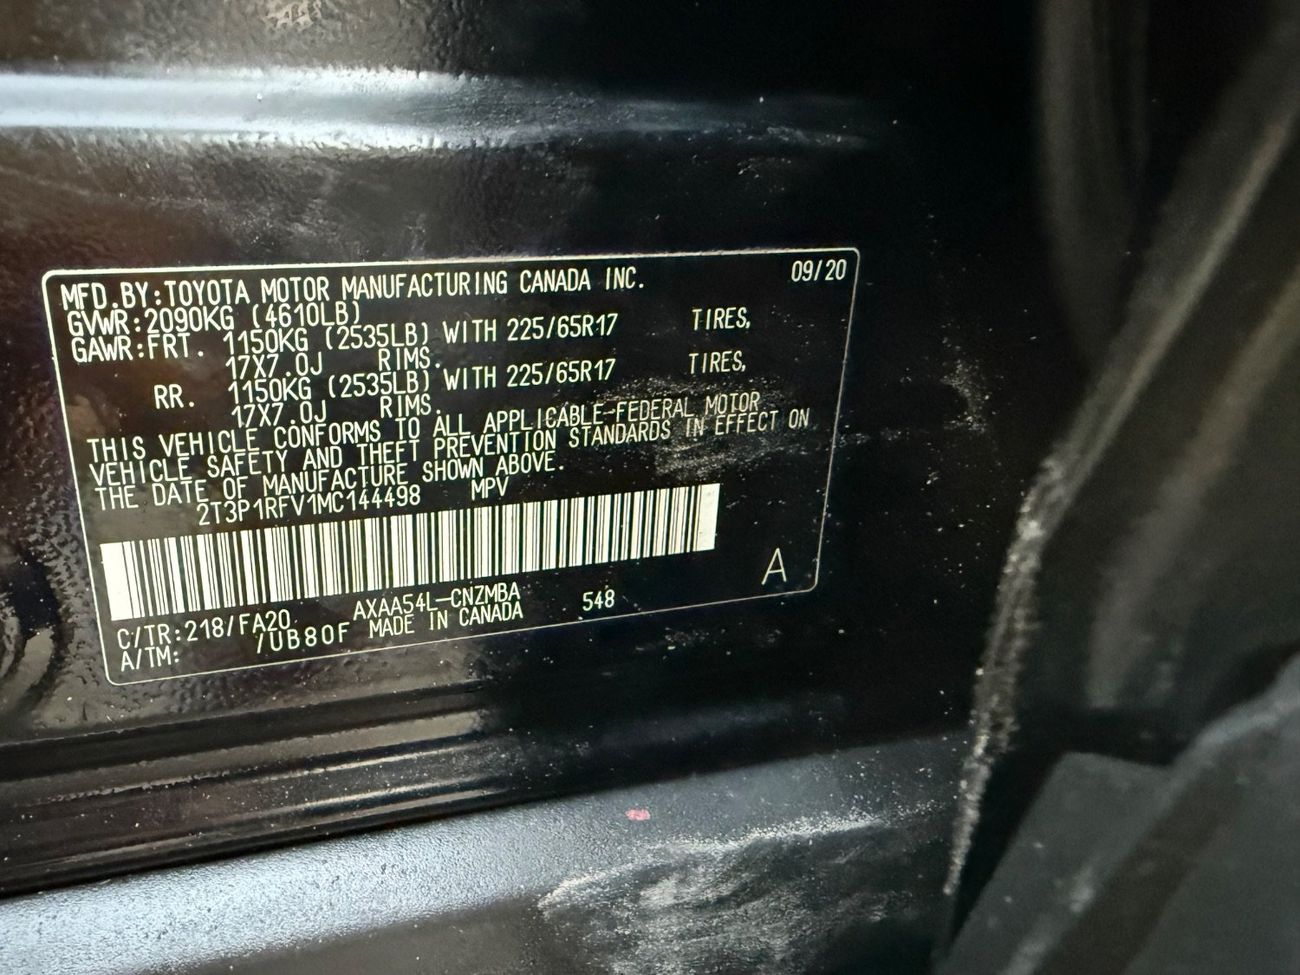 MFD.BY:TOYOTA MOTOR MANUFACTURING CANADA INC. 09/20
GVWR:2090KG (4610LB)
GAWR:FRT. 1150KG (2535LB) WITH 225/65R17 TIRES,
17X7.0J RIMS.
RR. 1150KG (2535LB) WITH 225/65R17 TIRES,
17X7.0J RIMS.
THIS VEHICLE CONFORMS TO ALL APPLICABLE FEDERAL MOTOR
VEHICLE SAFETY AND THEFT PREVENTION STANDARDS IN EFFECT ON
THE DATE OF MANUFACTURE SHOWN ABOVE.
2T3P1RFV1MC144498 MPV
A
C/TR:218/FA20 AXAA54L-CNZMBA 548
A/TM: /UB80F MADE IN CANADA